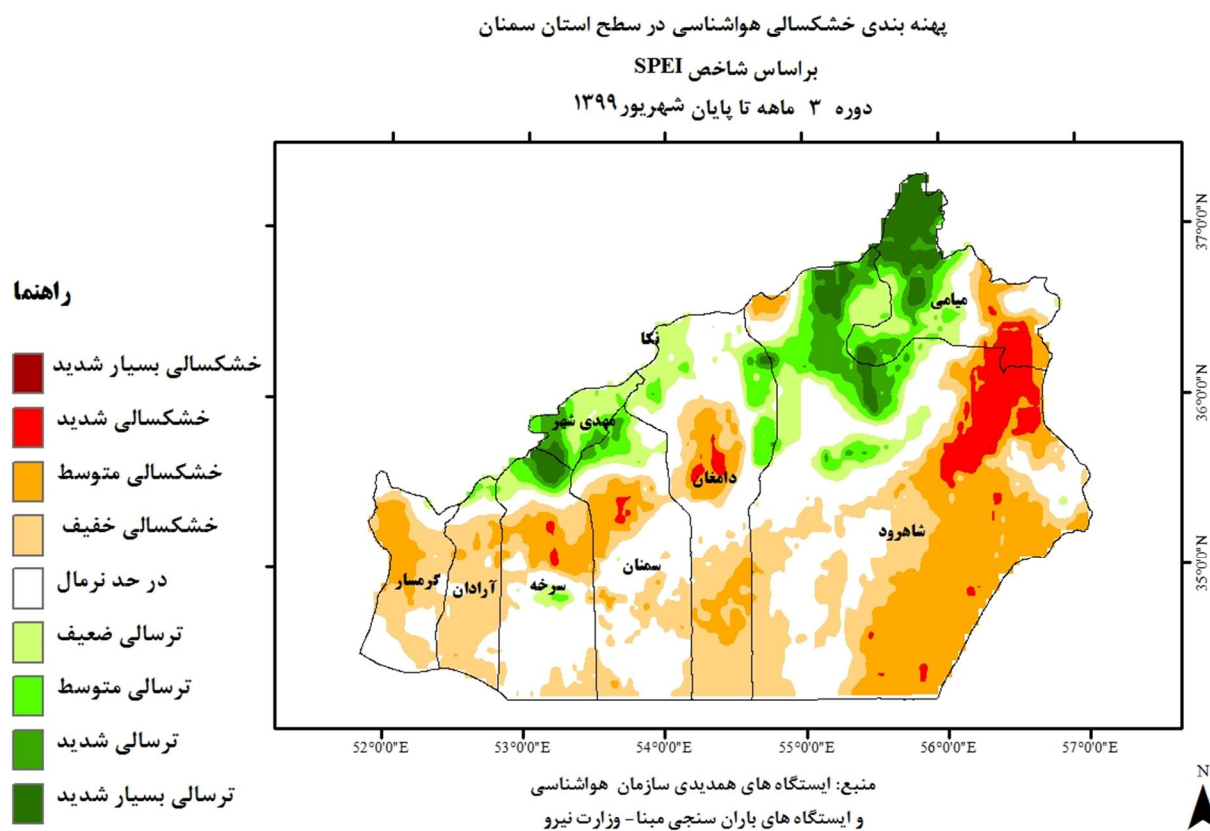 پهنه بندی خشکسالی هواشناسی در سطح استان سمنان
براساس شاخص SPEI
دوره ۳ ماهه تا پایان شهریور ۱۳۹۹
راهنما
خشکسالی بسیار شدید
خشکسالی شدید
خشکسالی متوسط
خشکسالی خفیف
در حد نرمال
ترسالی ضعیف
ترسالی متوسط
ترسالی شدید
ترسالی بسیار شدید
میامی
نکا
مهدی شهر
دامغان
شاهرود
سمنان
سرخه
آرادان
گرمسار
37°0'0"N
36°0'0"N
35°0'0"N
52°0'0"E
53°0'0"E
54°0'0"E
55°0'0"E
56°0'0"E
57°0'0"E
N
منبع: ایستگاه های همدیدی سازمان هواشناسی
و ایستگاه های باران سنجی مبنا - وزارت نیرو